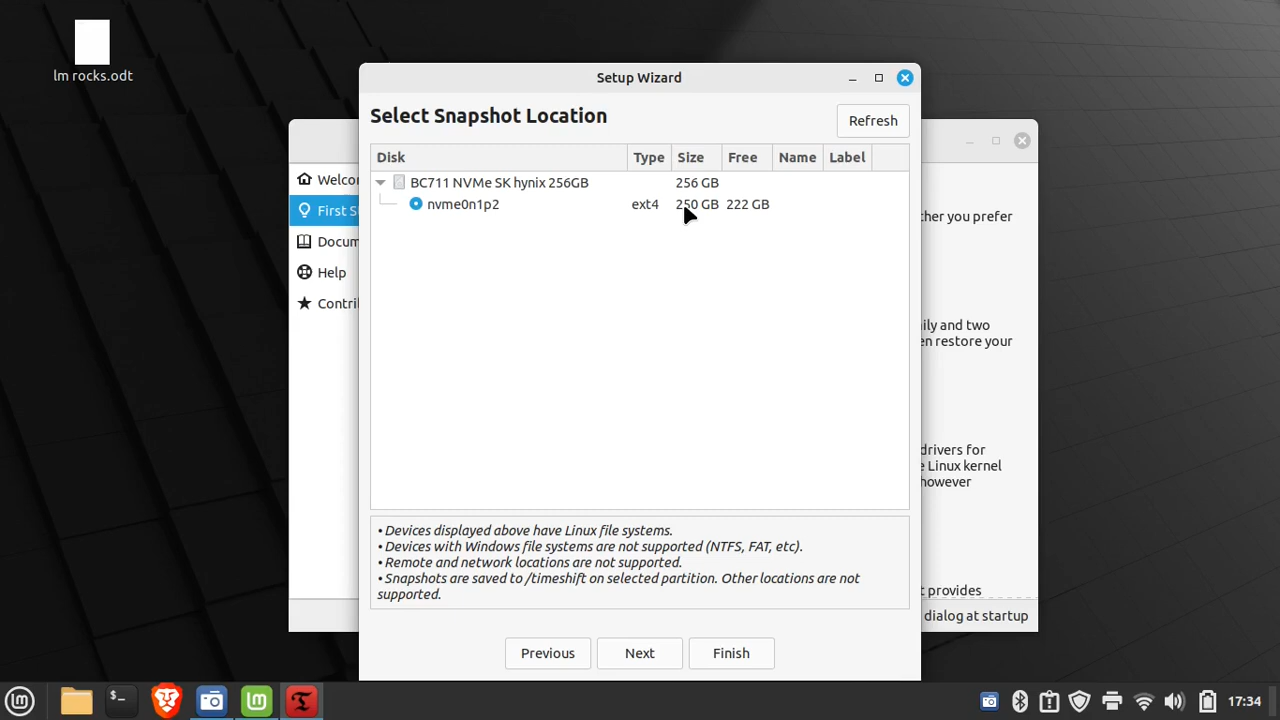 lm rocks.odt
Setup Wizard
Select Snapshot Location
Refresh
Disk Type Size Free Name Label
BC711 NVMe SK hynix 256GB 256 GB
nvme0n1p2 ext4 250 GB 222 GB
• Devices displayed above have Linux file systems.
• Devices with Windows file systems are not supported (NTFS, FAT, etc).
• Remote and network locations are not supported.
• Snapshots are saved to /timeshift on selected partition. Other locations are not
supported.
Previous Next Finish
First
Help
ther you prefer
ily and two
en restore your
drivers for
e Linux kernel
however
t provides
dialog at startup
17:34